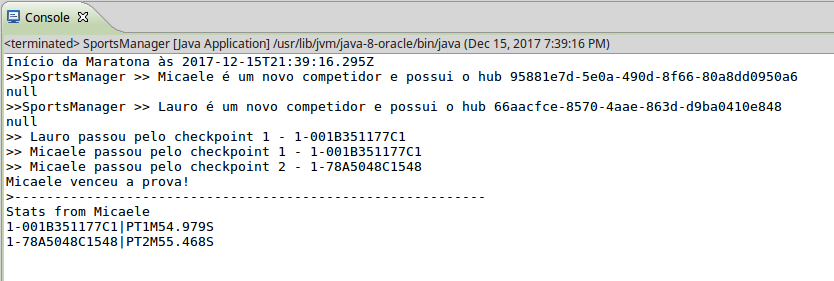 Console
<terminated> SportsManager [Java Application] /usr/lib/jvm/java-8-oracle/bin/java (Dec 15, 2017 7:39:16 PM)
Início da Maratona às 2017-12-15T21:39:16.295Z
>>SportsManager >> Micaele é um novo competidor e possui o hub 95881e7d-5e0a-490d-8f66-80a8dd0950a6
null
>>SportsManager >> Lauro é um novo competidor e possui o hub 66aacfce-8570-4aae-863d-d9ba0410e848
null
>> Lauro passou pelo checkpoint 1 - 1-001B351177C1
>> Micaele passou pelo checkpoint 1 - 1-001B351177C1
>> Micaele passou pelo checkpoint 2 - 1-78A5048C1548
Micaele venceu a prova!
>----------------------------------------------------------
Stats from Micaele
1-001B351177C1|PT1M54.979S
1-78A5048C1548|PT2M55.468S